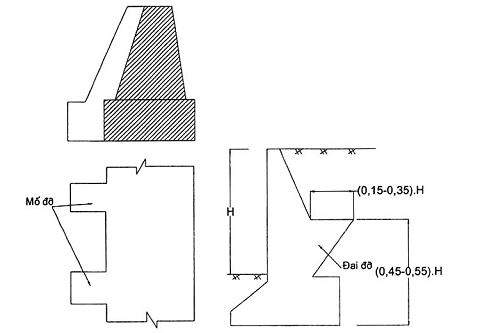 Mố đỡ
H
(0,15-0,35).H
Đai đỡ
(0,45-0,55).H